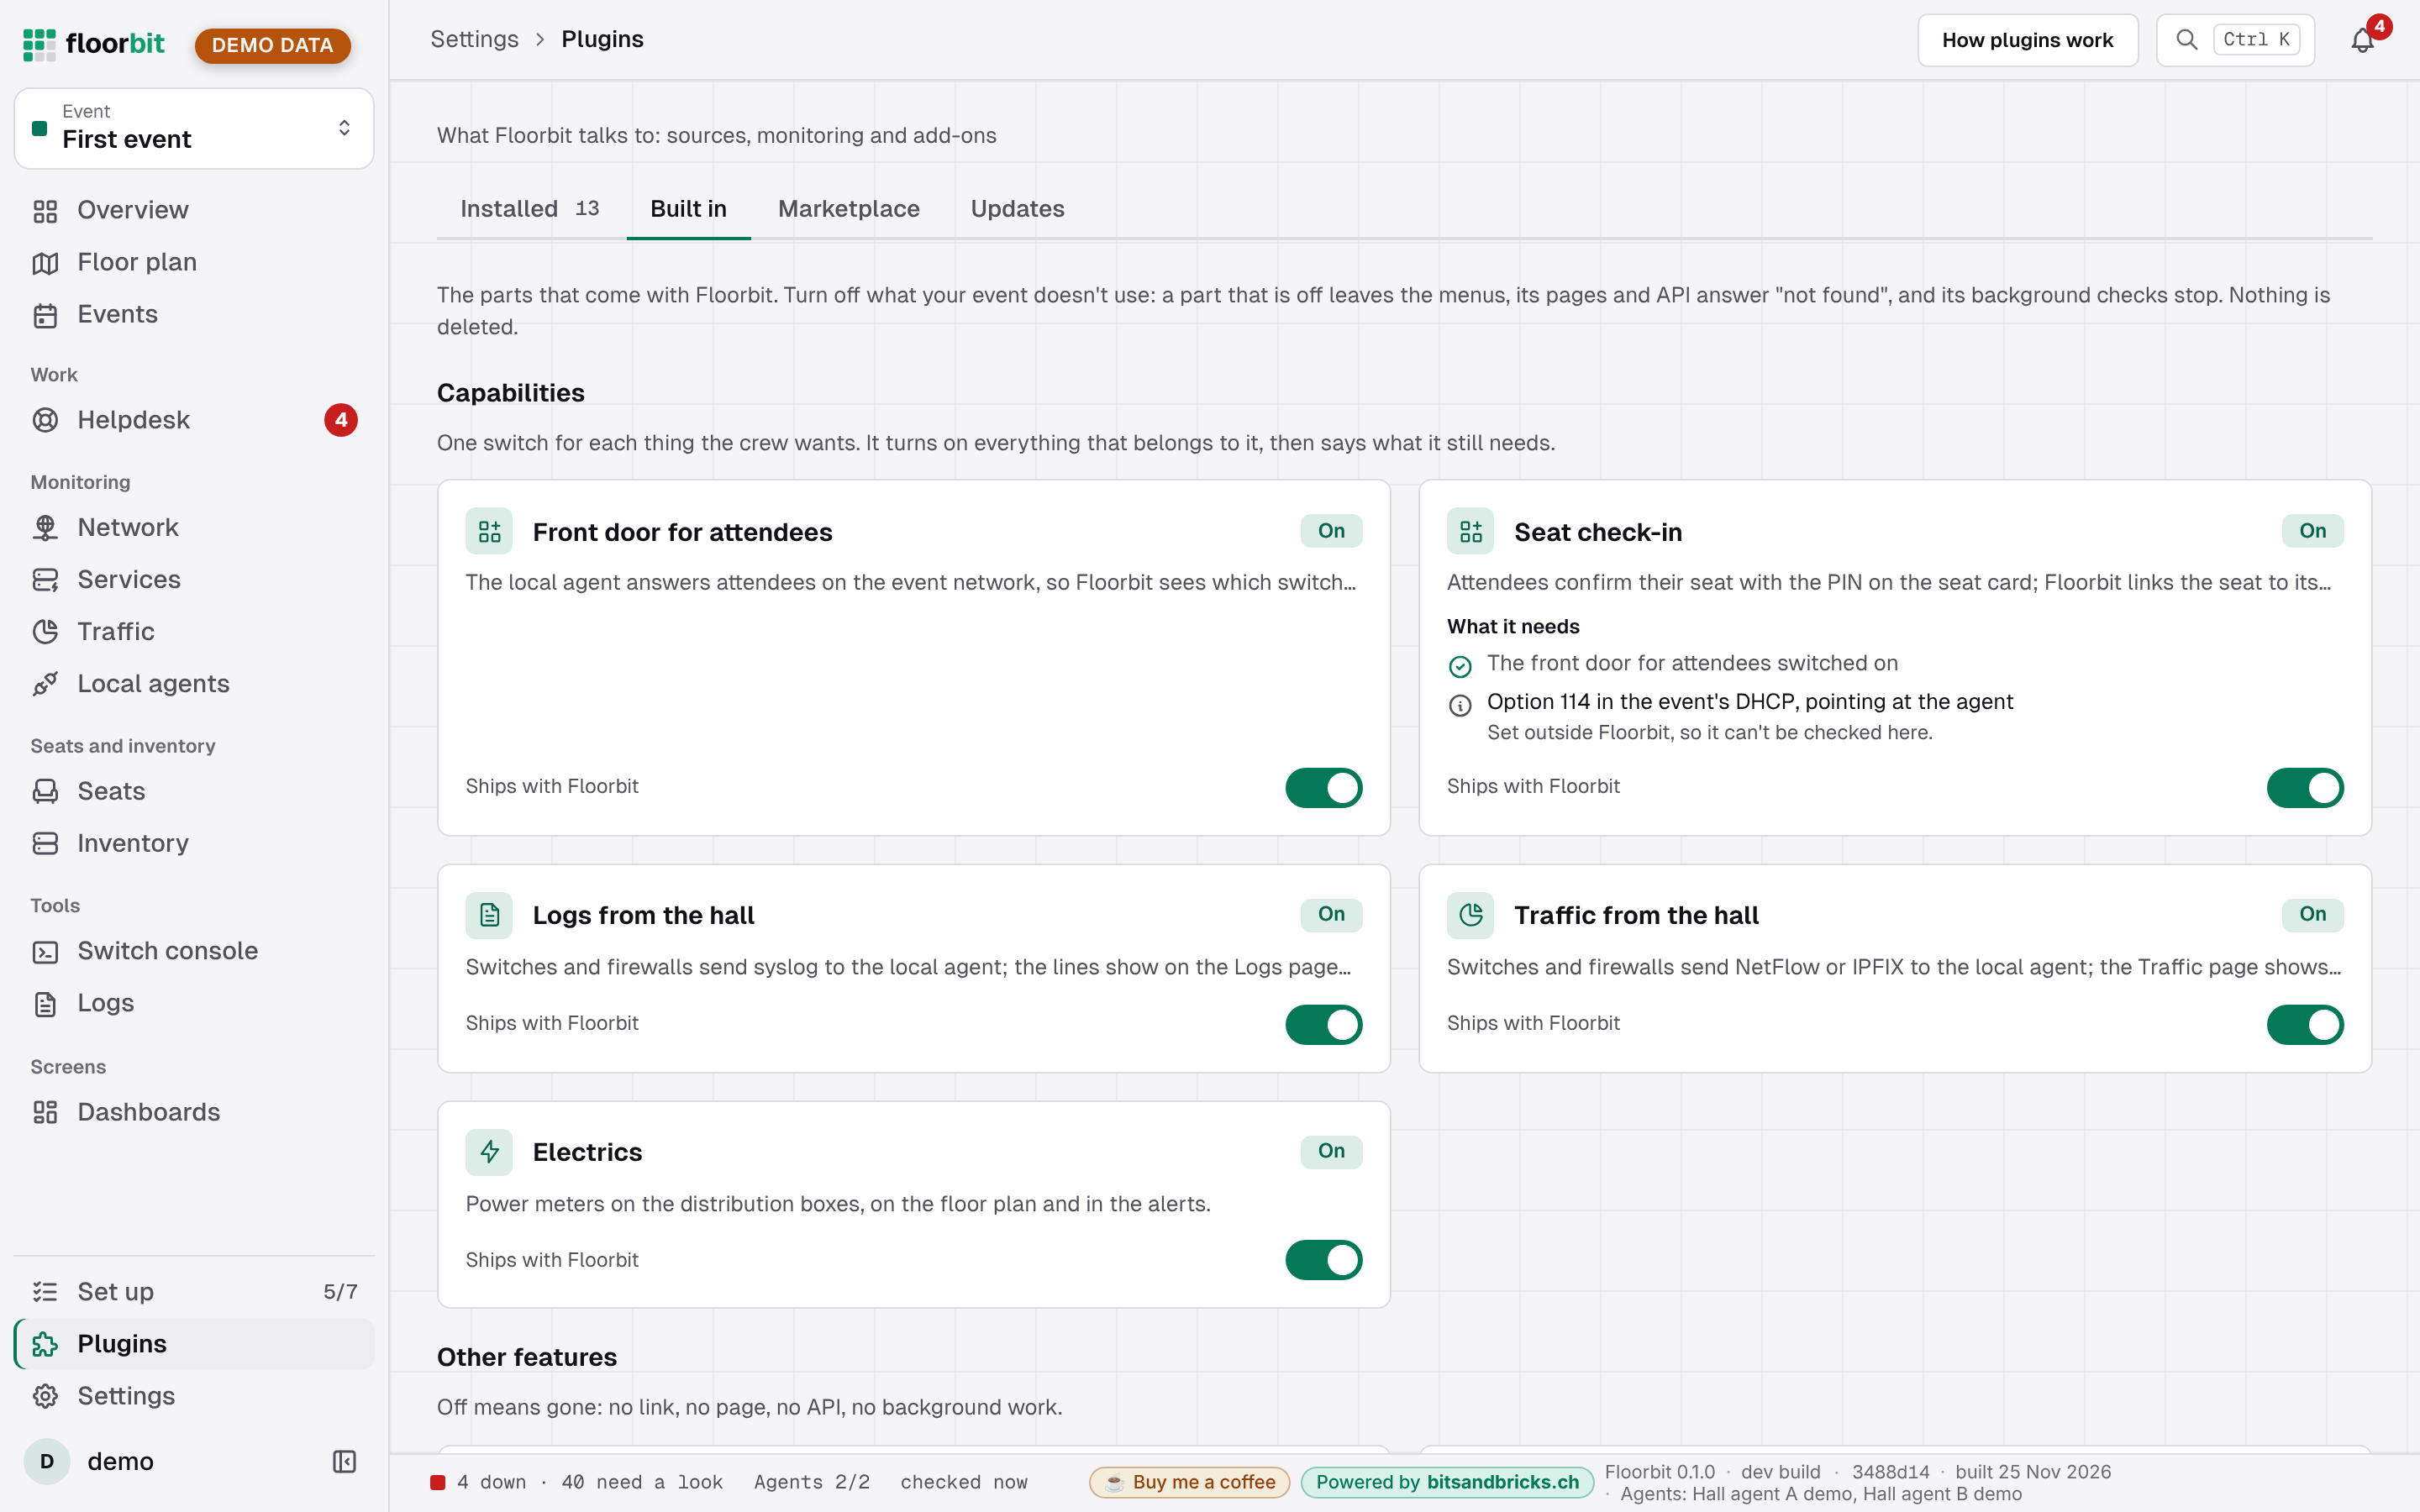 floorbit DEMO DATA
Event
First event
Overview
Floor plan
Events
Work
Helpdesk 4
Monitoring
Network
Services
Traffic
Local agents
Seats and inventory
Seats
Inventory
Tools
Switch console
Logs
Screens
Dashboards
Set up 5/7
Plugins
Settings
D demo
Settings > Plugins
How plugins work
Ctrl K
4
What Floorbit talks to: sources, monitoring and add-ons
Installed 13 Built in Marketplace Updates
The parts that come with Floorbit. Turn off what your event doesn't use: a part that is off leaves the menus, its pages and API answer "not found", and its background checks stop. Nothing is
deleted.
Capabilities
One switch for each thing the crew wants. It turns on everything that belongs to it, then says what it still needs.
Front door for attendees On
The local agent answers attendees on the event network, so Floorbit sees which switch...
Ships with Floorbit
Seat check-in On
Attendees confirm their seat with the PIN on the seat card; Floorbit links the seat to its...
What it needs
The front door for attendees switched on
Option 114 in the event's DHCP, pointing at the agent
Set outside Floorbit, so it can't be checked here.
Ships with Floorbit
Logs from the hall On
Switches and firewalls send syslog to the local agent; the lines show on the Logs page...
Ships with Floorbit
Traffic from the hall On
Switches and firewalls send NetFlow or IPFIX to the local agent; the Traffic page shows...
Ships with Floorbit
Electrics On
Power meters on the distribution boxes, on the floor plan and in the alerts.
Ships with Floorbit
Other features
Off means gone: no link, no page, no API, no background work.
4 down · 40 need a look Agents 2/2 checked now
Buy me a coffee
Powered by bitsandbricks.ch
Floorbit 0.1.0 · dev build · 3488d14 · built 25 Nov 2026
· Agents: Hall agent A demo, Hall agent B demo